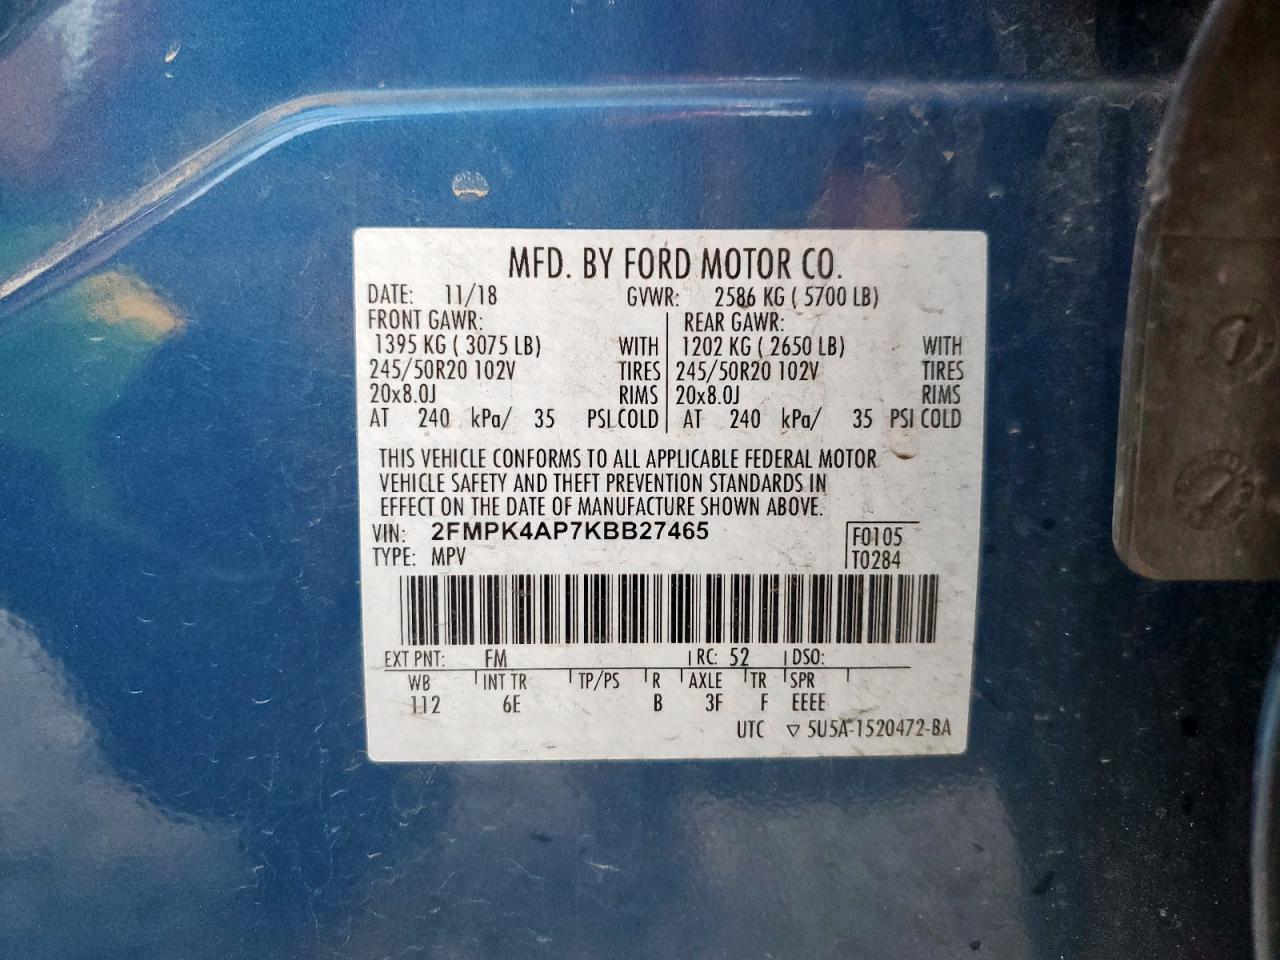 MFD. BY FORD MOTOR CO.
DATE: 11/18 GVWR: 2586 KG ( 5700 LB)
FRONT GAWR: REAR GAWR:
1395 KG ( 3075 LB) WITH 1202 KG ( 2650 LB) WITH
245/50R20 102V TIRES 245/50R20 102V TIRES
20x8.0J RIMS 20x8.0J RIMS
AT 240 kPa/ 35 PSI COLD AT 240 kPa/ 35 PSI COLD
THIS VEHICLE CONFORMS TO ALL APPLICABLE FEDERAL MOTOR
VEHICLE SAFETY AND THEFT PREVENTION STANDARDS IN
EFFECT ON THE DATE OF MANUFACTURE SHOWN ABOVE.
VIN: 2FMPK4AP7KBB27465 F0105
TYPE: MPV T0284
EXT PNT: FM RC: 52 DSO:
WB INT TR TP/PS R AXLE TR SPR
112 6E B 3F F EEEE
UTC ▽ 5U5A-1520472-BA